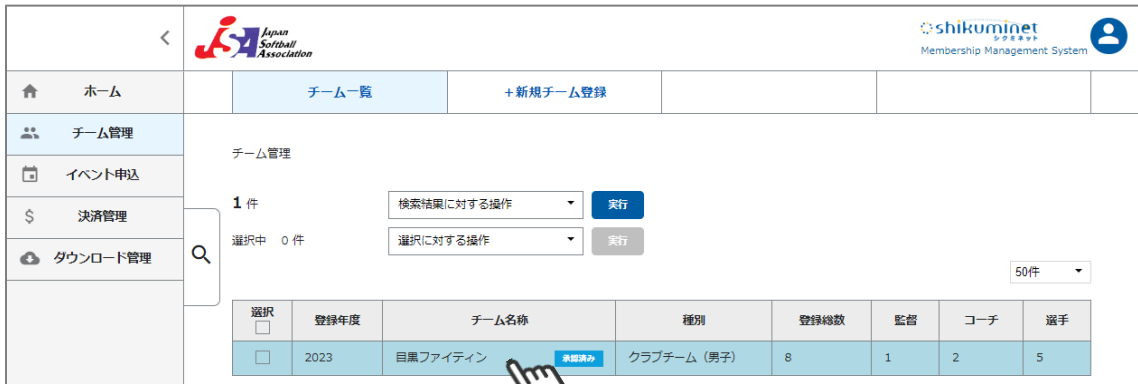 Japan
Softball
Association
shikuminet
シクミネット
Membership Management System
ホーム
チーム管理
イベント申込
決済管理
ダウンロード管理
チーム一覧
+新規チーム登録
チーム管理
1 件
検索結果に対する操作
実行
選択中 0 件
選択に対する操作
実行
50件
選択 登録年度 チーム名称 種別 登録総数 監督 コーチ 選手
2023 目黒ファイティン 承認済み クラブチーム（男子） 8 1 2 5